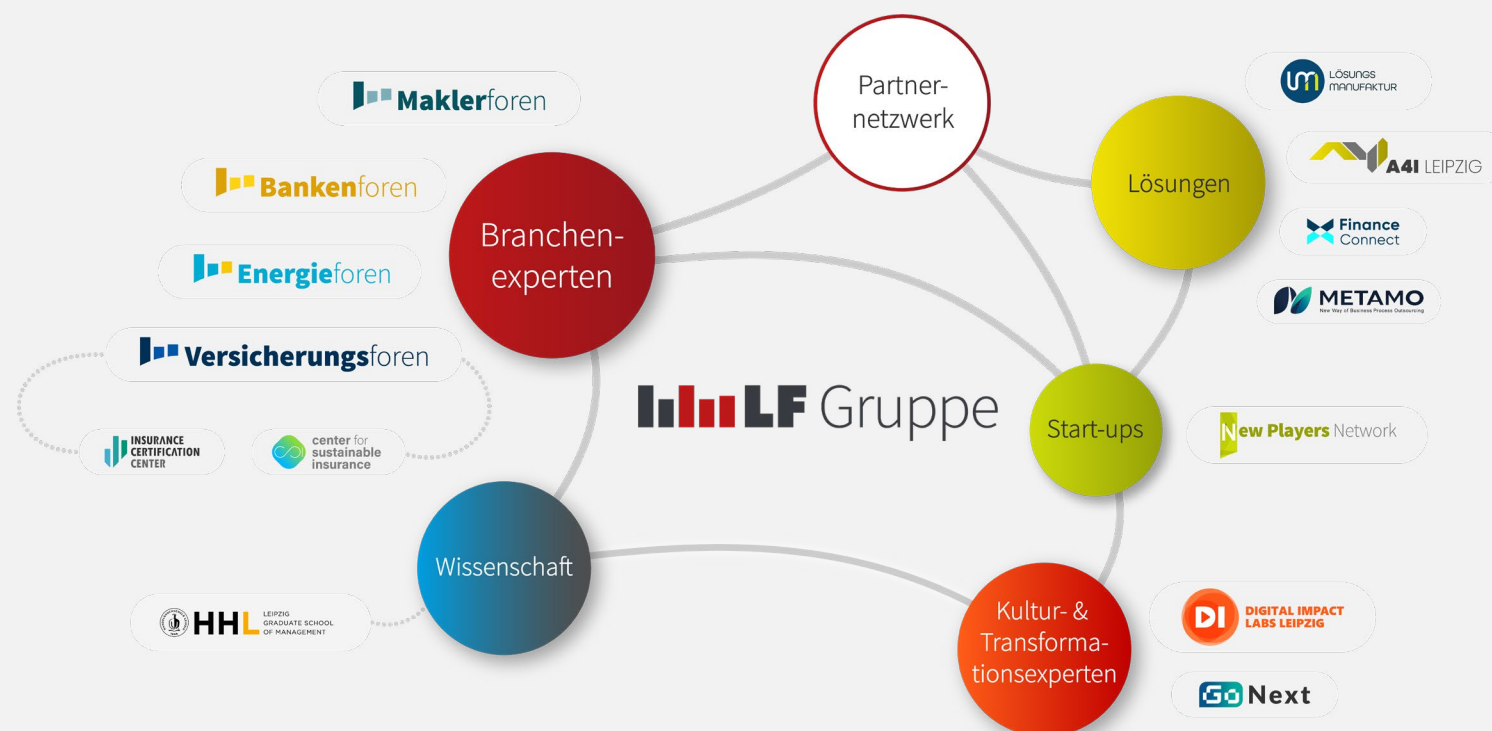 Maklerforen
Bankenforen
Energieforen
Versicherungsforen
INSURANCE
CERTIFICATION
CENTER
center for
sustainable
insurance
HHL
LEIPZIG
GRADUATE SCHOOL
OF MANAGEMENT
Branchen-
experten
Wissenschaft
LF Gruppe
Partner-
netzwerk
Lösungen
LÖSUNGS
MANUFAKTUR
A4I LEIPZIG
Finance
Connect
METAMO
New Way of Business Process Outsourcing
Start-ups
New Players Network
Kultur- &
Transforma-
tionsexperten
DI
DIGITAL IMPACT
LABS LEIPZIG
Go Next